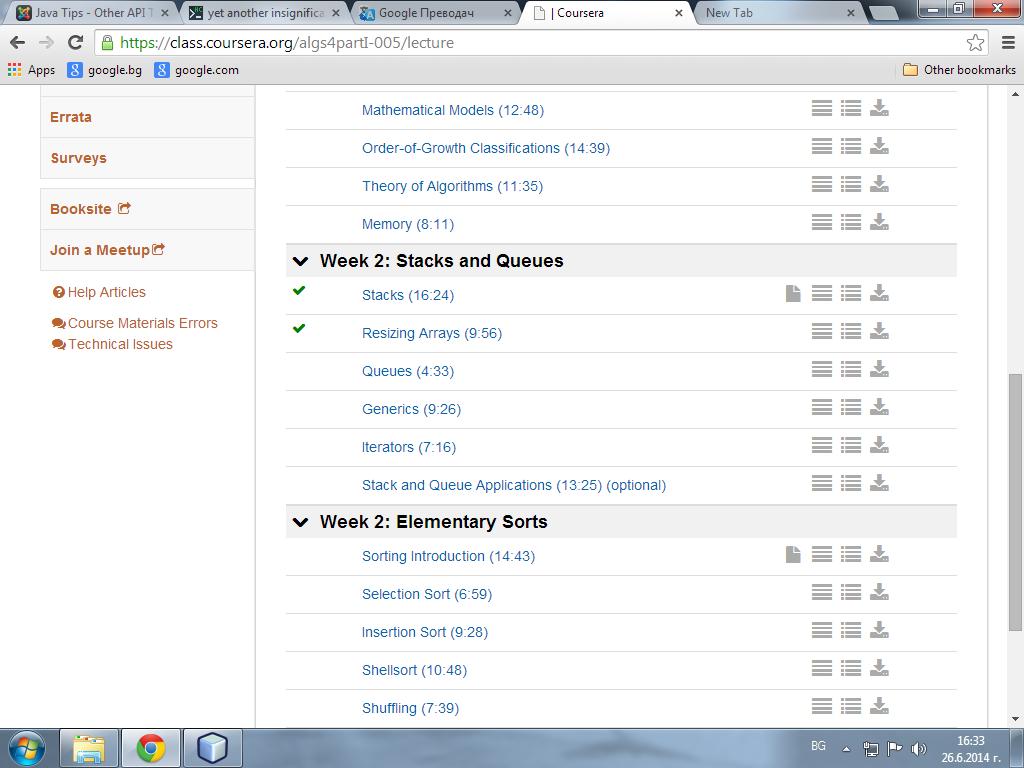 Java Tips - Other API T
yet another insignifica
Google Преводач
| Coursera
New Tab
https://class.coursera.org/algs4partI-005/lecture
Apps
google.bg
google.com
Other bookmarks
Errata
Surveys
Booksite
Join a Meetup
Help Articles
Course Materials Errors
Technical Issues
Mathematical Models (12:48)
Order-of-Growth Classifications (14:39)
Theory of Algorithms (11:35)
Memory (8:11)
Week 2: Stacks and Queues
Stacks (16:24)
Resizing Arrays (9:56)
Queues (4:33)
Generics (9:26)
Iterators (7:16)
Stack and Queue Applications (13:25) (optional)
Week 2: Elementary Sorts
Sorting Introduction (14:43)
Selection Sort (6:59)
Insertion Sort (9:28)
Shellsort (10:48)
Shuffling (7:39)
BG
16:33
26.6.2014 г.